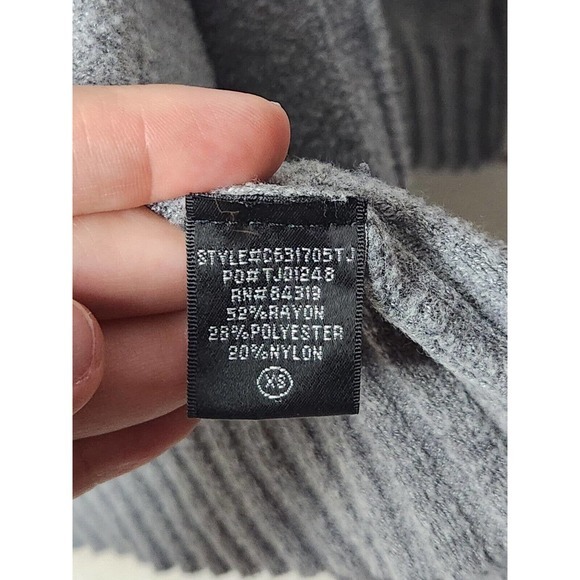 STYLE#C631705TJ
PO#TJ01248
RN#84319
52%RAYON
28%POLYESTER
20%NYLON
XS